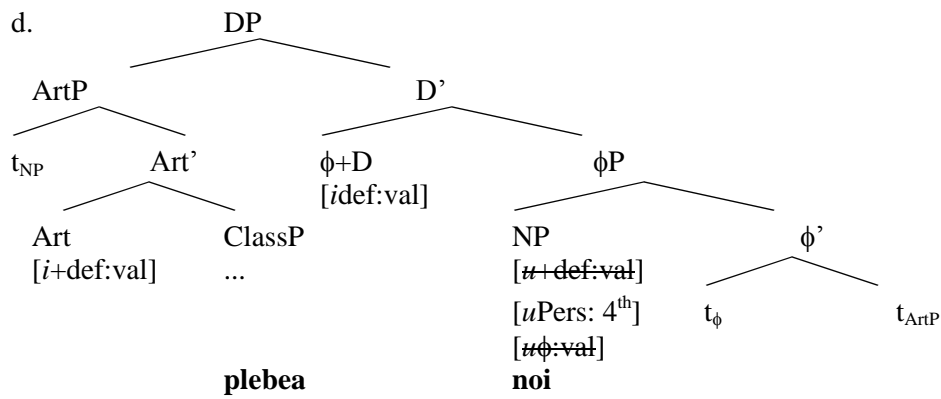 d. DP
ArtP D’
t_NP Art’ ϕ+D ϕP
[idef:val]
Art ClassP NP ϕ’
[i+def:val] ... [u+def:val]
[uPers: 4th] t_ϕ t_ArtP
[uϕ:val]
plebea noi